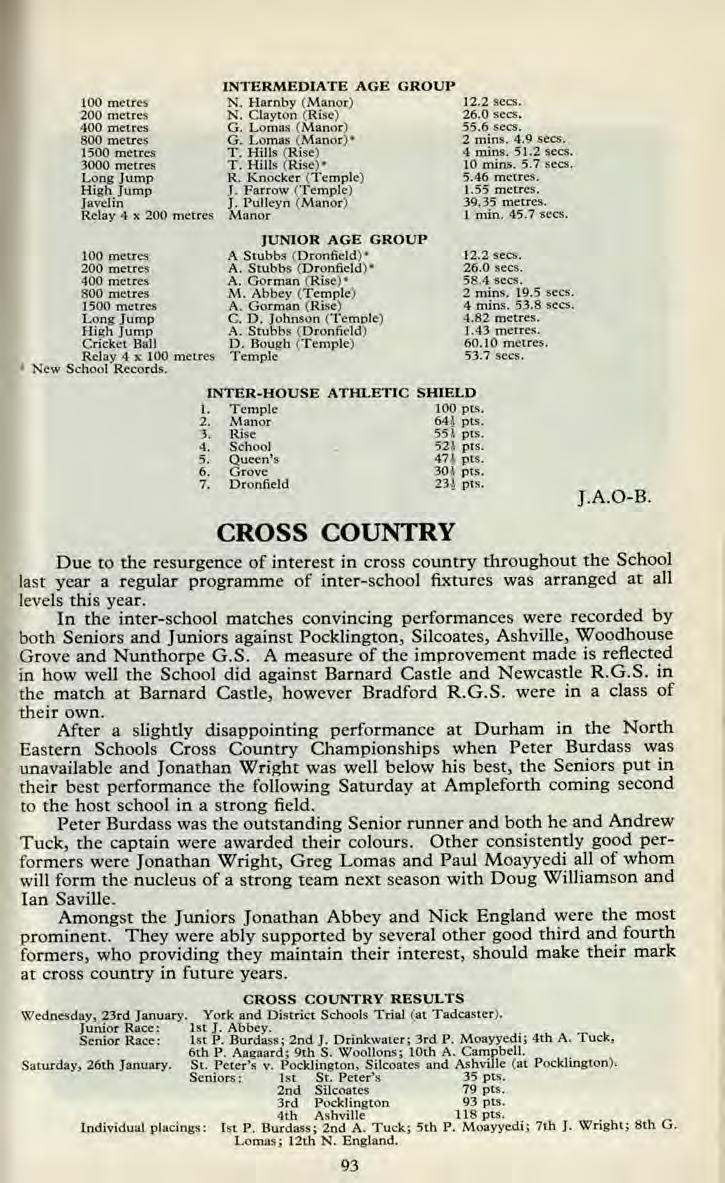 INTERMEDIATE AGE GROUP
100 metres N. Harnby (Manor) 12.2 secs.
200 metres N. Clayton (Rise) 26.0 secs.
400 metres G. Lomas (Manor) 55.6 secs.
800 metres G. Lomas (Manor)* 2 mins. 4.9 secs.
1500 metres T. Hills (Rise) 4 mins. 51.2 secs.
3000 metres T. Hills (Rise)* 10 mins. 5.7 secs.
Long Jump R. Knocker (Temple) 5.46 metres.
High Jump J. Farrow (Temple) 1.55 metres.
Javelin J. Pulleyn (Manor) 39.35 metres.
Relay 4 x 200 metres Manor 1 min. 45.7 secs.
JUNIOR AGE GROUP
100 metres A Stubbs (Dronfield)* 12.2 secs.
200 metres A. Stubbs (Dronfield)* 26.0 secs.
400 metres A. Gorman (Rise)* 58.4 secs.
800 metres M. Abbey (Temple) 2 mins. 19.5 secs.
1500 metres A. Gorman (Rise) 4 mins. 53.8 secs.
Long Jump C. D. Johnson (Temple) 4.82 metres.
High Jump A. Stubbs (Dronfield) 1.43 metres.
Cricket Ball D. Bough (Temple) 60.10 metres.
Relay 4 x 100 metres Temple 53.7 secs.
* New School Records.
INTER-HOUSE ATHLETIC SHIELD
1. Temple 100 pts.
2. Manor 64½ pts.
3. Rise 55½ pts.
4. School 52½ pts.
5. Queen's 47½ pts.
6. Grove 30½ pts.
7. Dronfield 23½ pts.
J.A.O-B.
CROSS COUNTRY
Due to the resurgence of interest in cross country throughout the School
last year a regular programme of inter-school fixtures was arranged at all
levels this year.
In the inter-school matches convincing performances were recorded by
both Seniors and Juniors against Pocklington, Silcoates, Ashville, Woodhouse
Grove and Nunthorpe G.S. A measure of the improvement made is reflected
in how well the School did against Barnard Castle and Newcastle R.G.S. in
the match at Barnard Castle, however Bradford R.G.S. were in a class of
their own.
After a slightly disappointing performance at Durham in the North
Eastern Schools Cross Country Championships when Peter Burdass was
unavailable and Jonathan Wright was well below his best, the Seniors put in
their best performance the following Saturday at Ampleforth coming second
to the host school in a strong field.
Peter Burdass was the outstanding Senior runner and both he and Andrew
Tuck, the captain were awarded their colours. Other consistently good per-
formers were Jonathan Wright, Greg Lomas and Paul Moayyedi all of whom
will form the nucleus of a strong team next season with Doug Williamson and
Ian Saville.
Amongst the Juniors Jonathan Abbey and Nick England were the most
prominent. They were ably supported by several other good third and fourth
formers, who providing they maintain their interest, should make their mark
at cross country in future years.
CROSS COUNTRY RESULTS
Wednesday, 23rd January. York and District Schools Trial (at Tadcaster).
Junior Race: 1st J. Abbey.
Senior Race: 1st P. Burdass; 2nd J. Drinkwater; 3rd P. Moayyedi; 4th A. Tuck,
6th P. Aagaard; 9th S. Woollons; 10th A. Campbell.
Saturday, 26th January. St. Peter's v. Pocklington, Silcoates and Ashville (at Pocklington).
Seniors: 1st St. Peter's 35 pts.
2nd Silcoates 79 pts.
3rd Pocklington 93 pts.
4th Ashville 118 pts.
Individual placings: 1st P. Burdass; 2nd A. Tuck; 5th P. Moayyedi; 7th J. Wright; 8th G.
Lomas; 12th N. England.
93